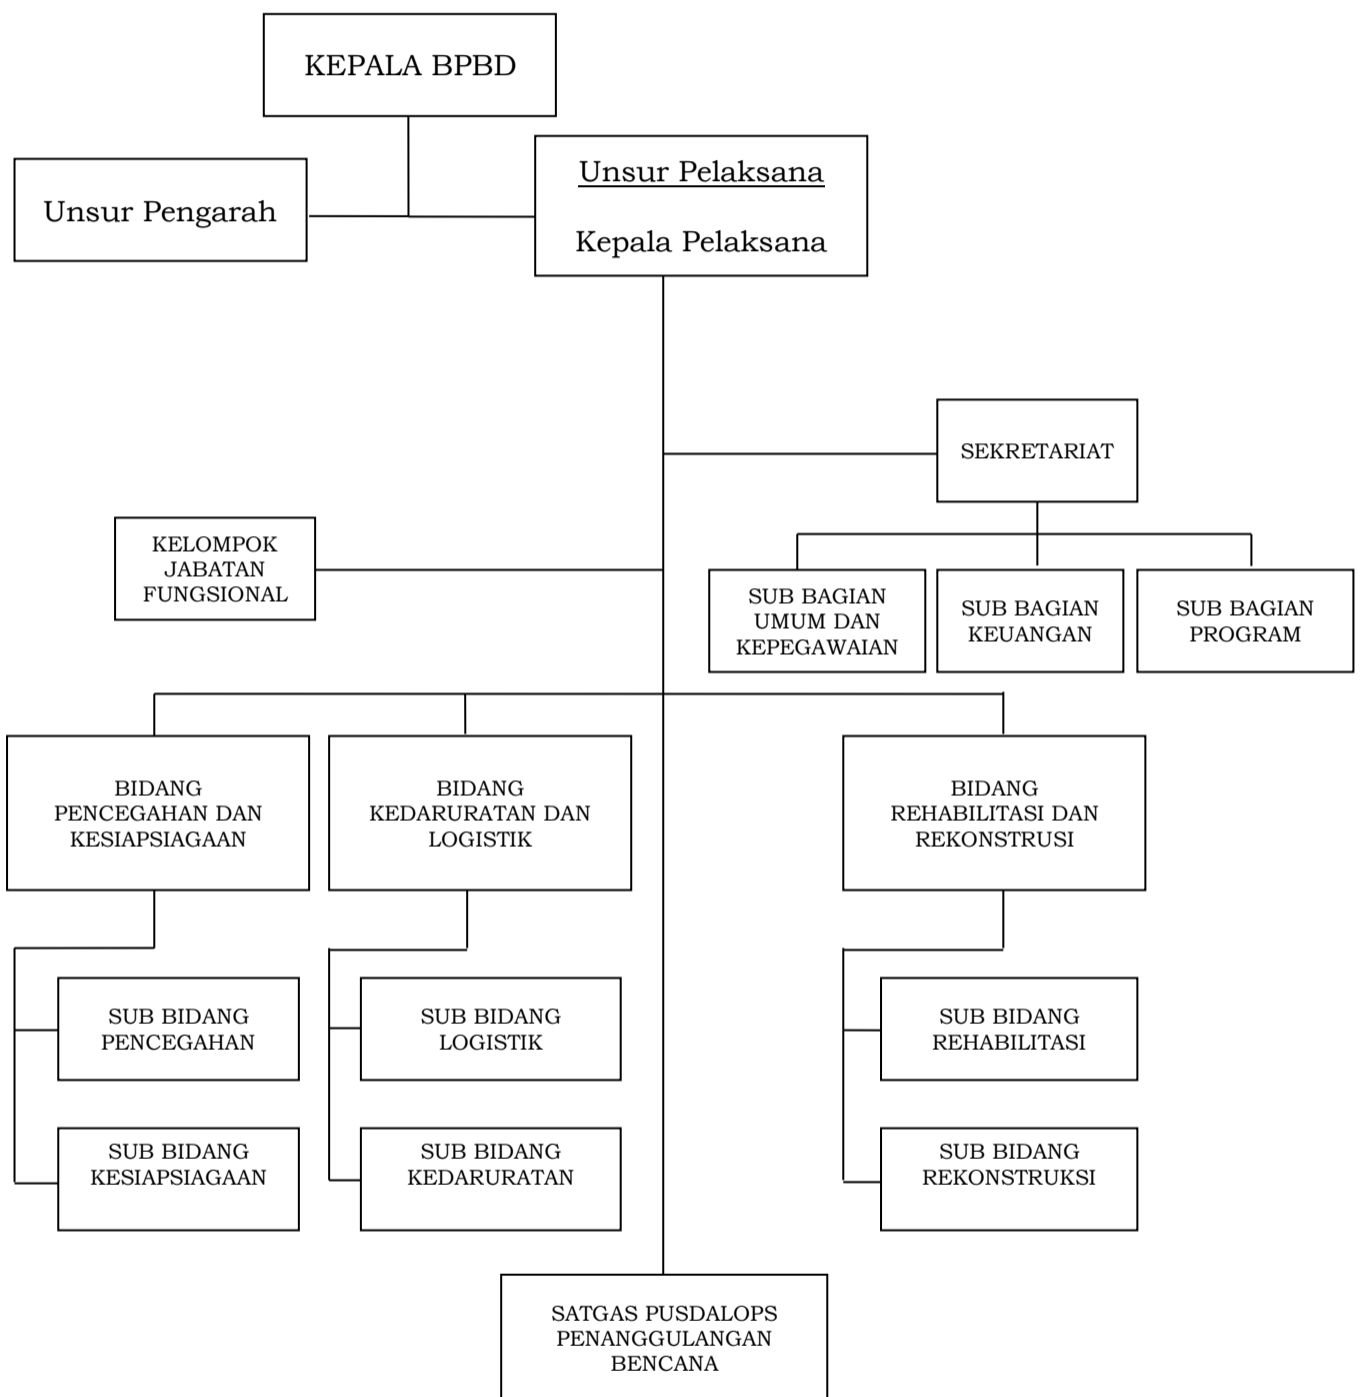 KEPALA BPBD
Unsur Pengarah
Unsur Pelaksana
Kepala Pelaksana
SEKRETARIAT
KELOMPOK
JABATAN
FUNGSIONAL
SUB BAGIAN
UMUM DAN
KEPEGAWAIAN
SUB BAGIAN
KEUANGAN
SUB BAGIAN
PROGRAM
BIDANG
PENCEGAHAN DAN
KESIAPSIAGAAN
BIDANG
KEDARURATAN DAN
LOGISTIK
BIDANG
REHABILITASI DAN
REKONSTRUSI
SUB BIDANG
PENCEGAHAN
SUB BIDANG
LOGISTIK
SUB BIDANG
REHABILITASI
SUB BIDANG
KESIAPSIAGAAN
SUB BIDANG
KEDARURATAN
SUB BIDANG
REKONSTRUKSI
SATGAS PUSDALOPS
PENANGGULANGAN
BENCANA